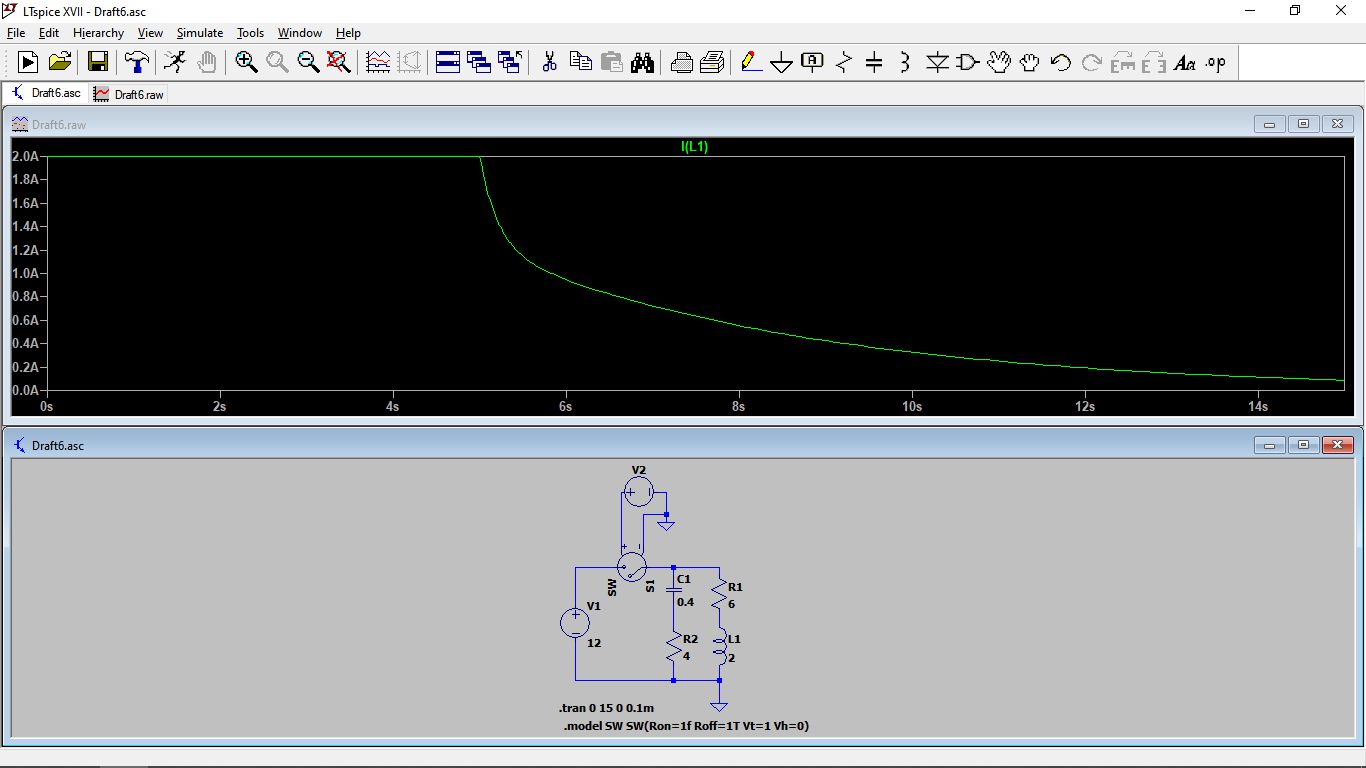 LTspice XVII - Draft6.asc
File Edit Hierarchy View Simulate Tools Window Help
A Aa .op
Draft6.asc Draft6.raw
Draft6.raw
I(L1)
2.0A
1.8A
1.6A
1.4A
1.2A
1.0A
0.8A
0.6A
0.4A
0.2A
0.0A
0s 2s 4s 6s 8s 10s 12s 14s
Draft6.asc
V2
SW
S1
C1
0.4
R1
6
V1
12
R2
4
L1
2
.tran 0 15 0 0.1m
.model SW SW(Ron=1f Roff=1T Vt=1 Vh=0)